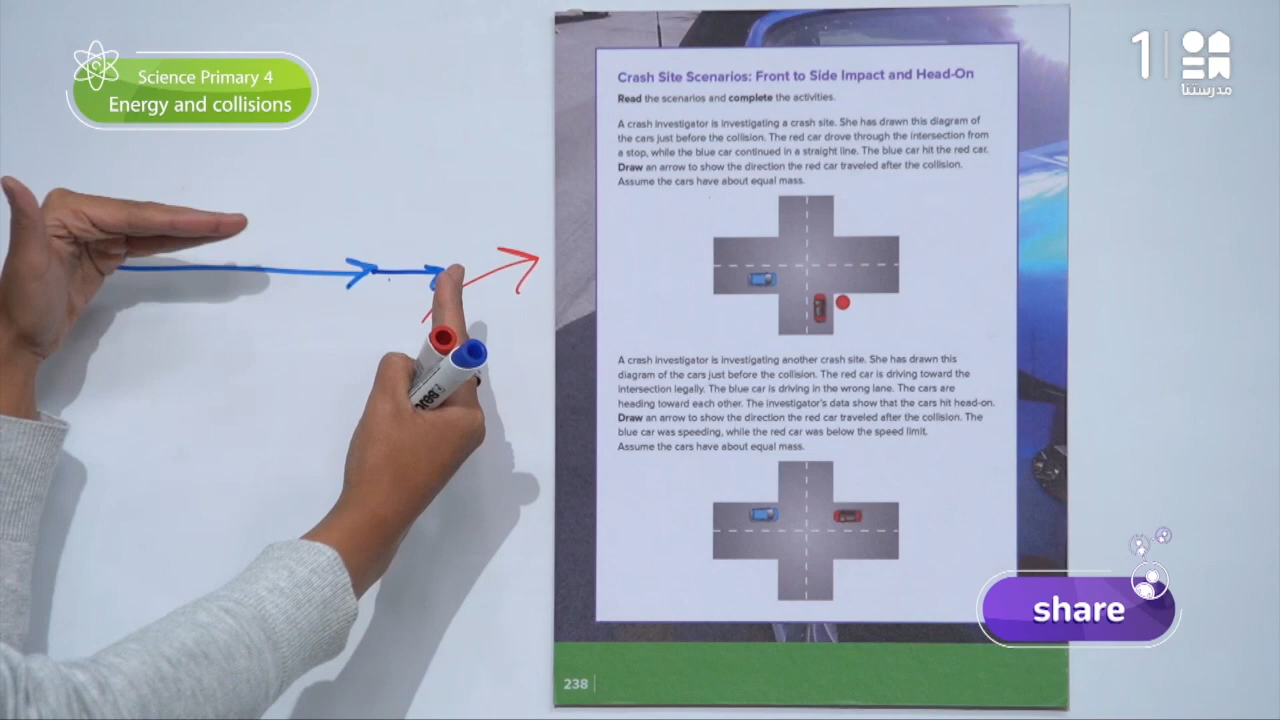 Science Primary 4
Energy and collisions
1
مدرستنا
Crash Site Scenarios: Front to Side Impact and Head-On
Read the scenarios and complete the activities.
A crash investigator is investigating a crash site. She has drawn this diagram of
the cars just before the collision. The red car drove through the intersection from
a stop, while the blue car continued in a straight line. The blue car hit the red car.
Draw an arrow to show the direction the red car traveled after the collision.
Assume the cars have about equal mass.
A crash investigator is investigating another crash site. She has drawn this
diagram of the cars just before the collision. The red car is driving toward the
intersection legally. The blue car is driving in the wrong lane. The cars are
heading toward each other. The investigator's data show that the cars hit head-on.
Draw an arrow to show the direction the red car traveled after the collision. The
blue car was speeding, while the red car was below the speed limit.
Assume the cars have about equal mass.
share
238